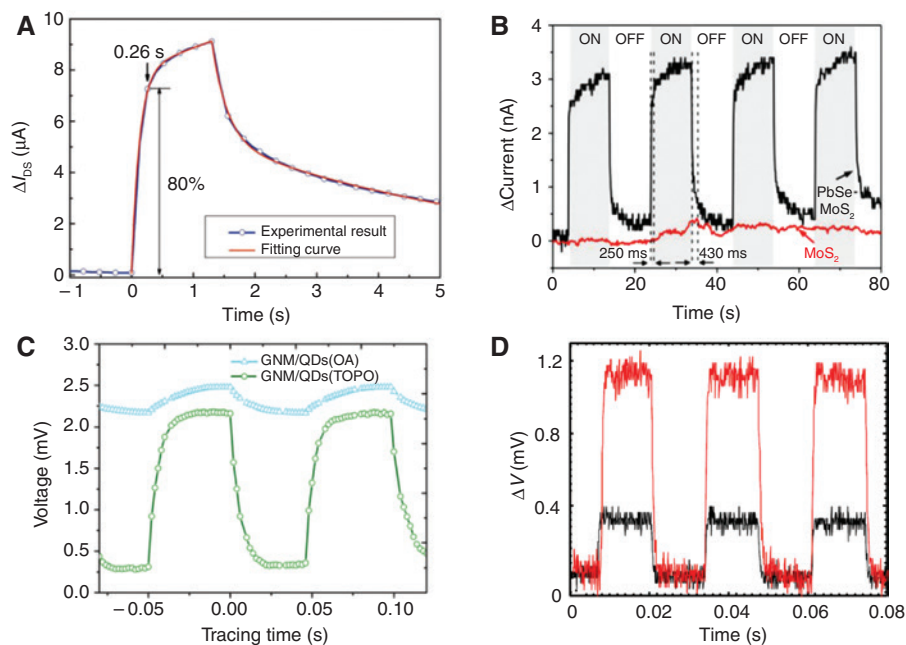 A
0.26 s
80%
Experimental result
Fitting curve
ΔI_DS (μA)
10
8
6
4
2
0
−1 0 1 2 3 4 5
Time (s)
B
ON OFF ON OFF ON OFF ON
PbSe-
MoS₂
MoS₂
250 ms 430 ms
ΔCurrent (nA)
4
3
2
1
0
0 20 40 60 80
Time (s)
C
GNM/QDs(OA)
GNM/QDs(TOPO)
Voltage (mV)
3.0
2.5
2.0
1.5
0.9
0.5
0.0
−0.05 0.00 0.05 0.10
Tracing time (s)
D
ΔV (mV)
1.2
0.8
0.4
0
0 0.02 0.04 0.06 0.08
Time (s)